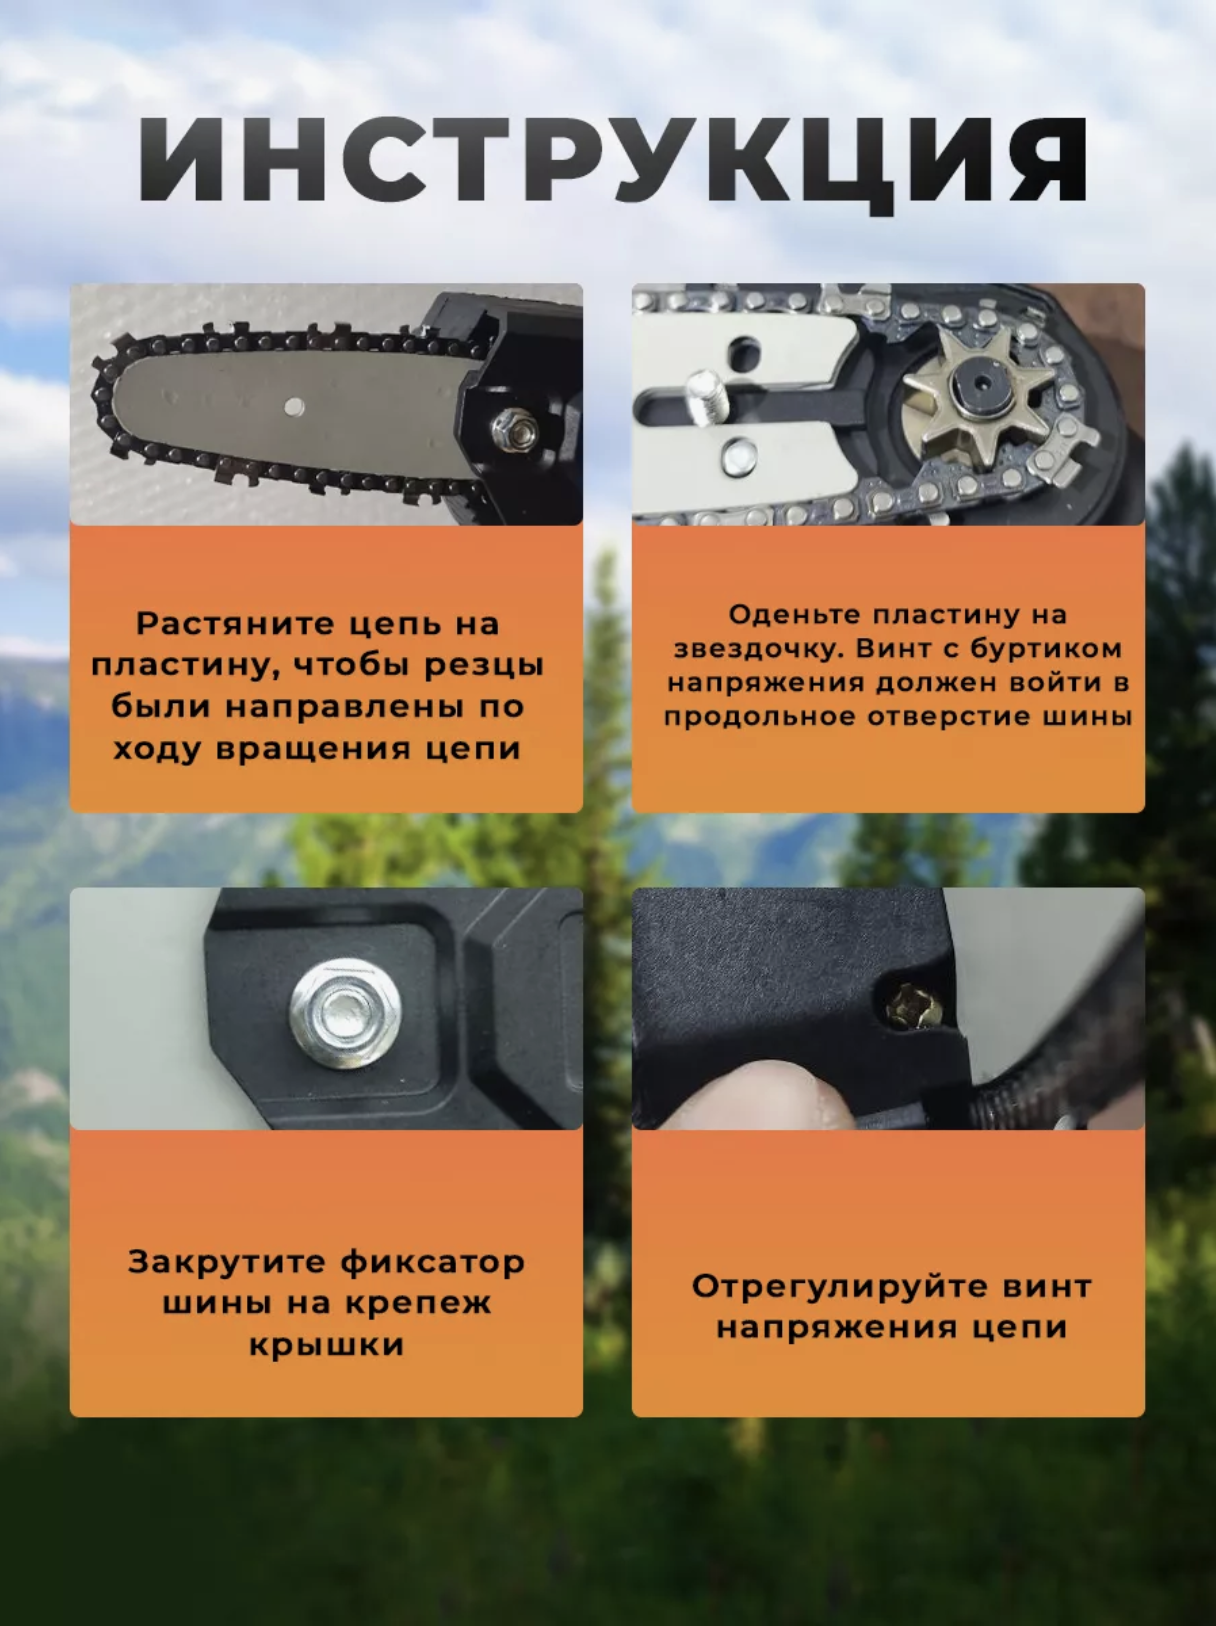 ИНСТРУКЦИЯ
Растяните цепь на
пластину, чтобы резцы
были направлены по
ходу вращения цепи
Оденьте пластину на
звездочку. Винт с буртиком
напряжения должен войти в
продольное отверстие шины
Закрутите фиксатор
шины на крепеж
крышки
Отрегулируйте винт
напряжения цепи